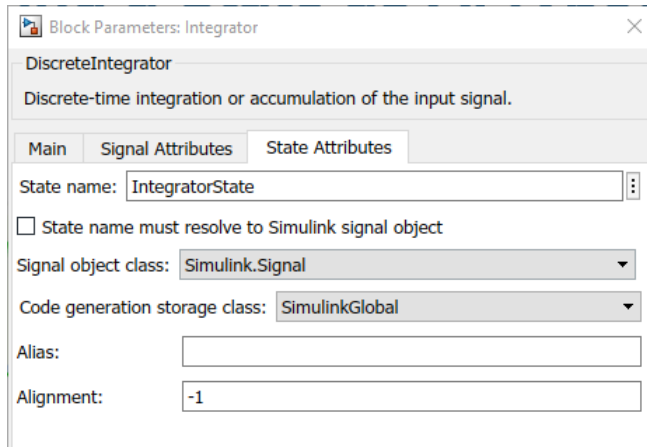 Block Parameters: Integrator
DiscreteIntegrator
Discrete-time integration or accumulation of the input signal.
Main Signal Attributes State Attributes
State name: IntegratorState
State name must resolve to Simulink signal object
Signal object class: Simulink.Signal
Code generation storage class: SimulinkGlobal
Alias:
Alignment: -1